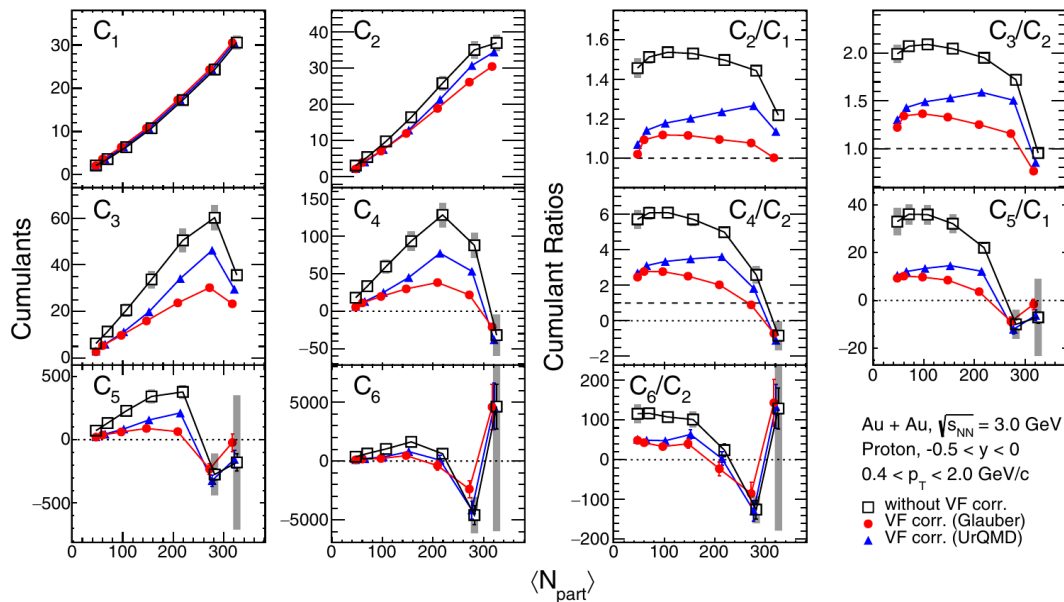 C1
C2
C2/C1
C3/C2
30
20
10
0
40
30
20
10
0
1.6
1.4
1.2
1.0
2.0
1.5
1.0
C3
C4
C4/C2
C5/C1
60
40
20
0
150
100
50
0
−50
6
4
2
0
−2
40
20
0
−20
0 100 200 300
C5
C6
C6/C2
500
0
−500
5000
0
−5000
200
100
0
−100
−200
0 100 200 300
0 100 200 300
0 100 200 300
Cumulants
Cumulant Ratios
⟨Npart⟩
Au + Au, √sNN = 3.0 GeV
Proton, -0.5 < y < 0
0.4 < pT < 2.0 GeV/c
without VF corr.
VF corr. (Glauber)
VF corr. (UrQMD)